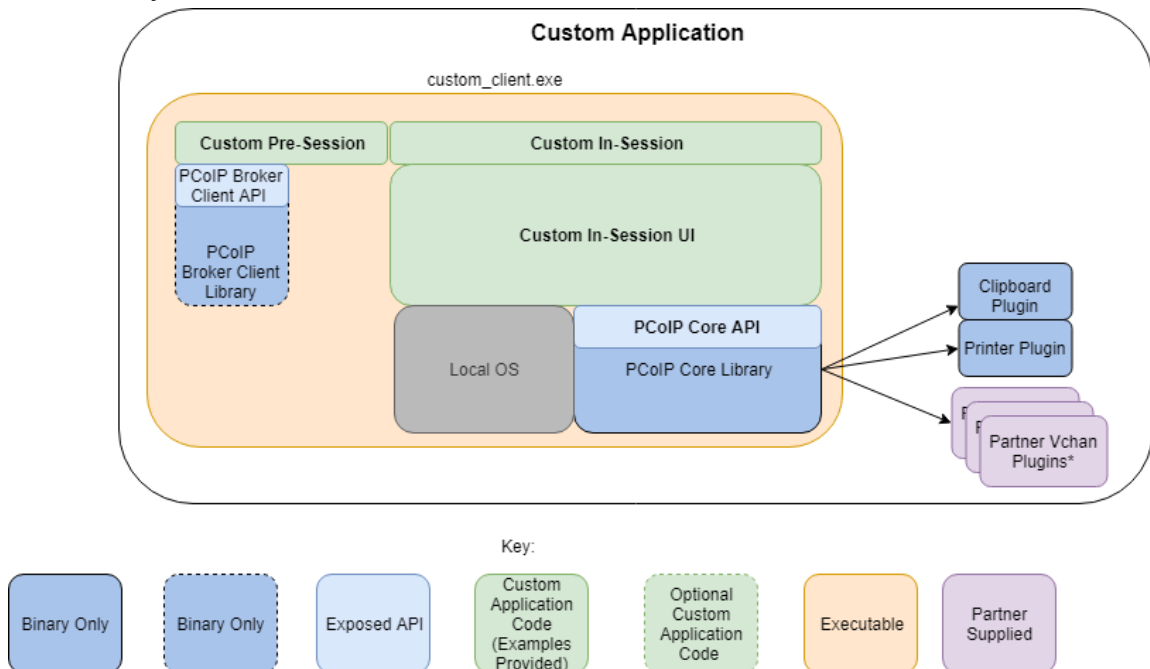 Custom Application
custom_client.exe
Custom Pre-Session
Custom In-Session
PCoIP Broker
Client API
PCoIP
Broker Client
Library
Custom In-Session UI
Local OS
PCoIP Core API
PCoIP Core Library
Clipboard
Plugin
Printer Plugin
Partner Vchan
Plugins*
Key:
Binary Only
Binary Only
Exposed API
Custom
Application
Code
(Examples
Provided)
Optional
Custom
Application
Code
Executable
Partner
Supplied